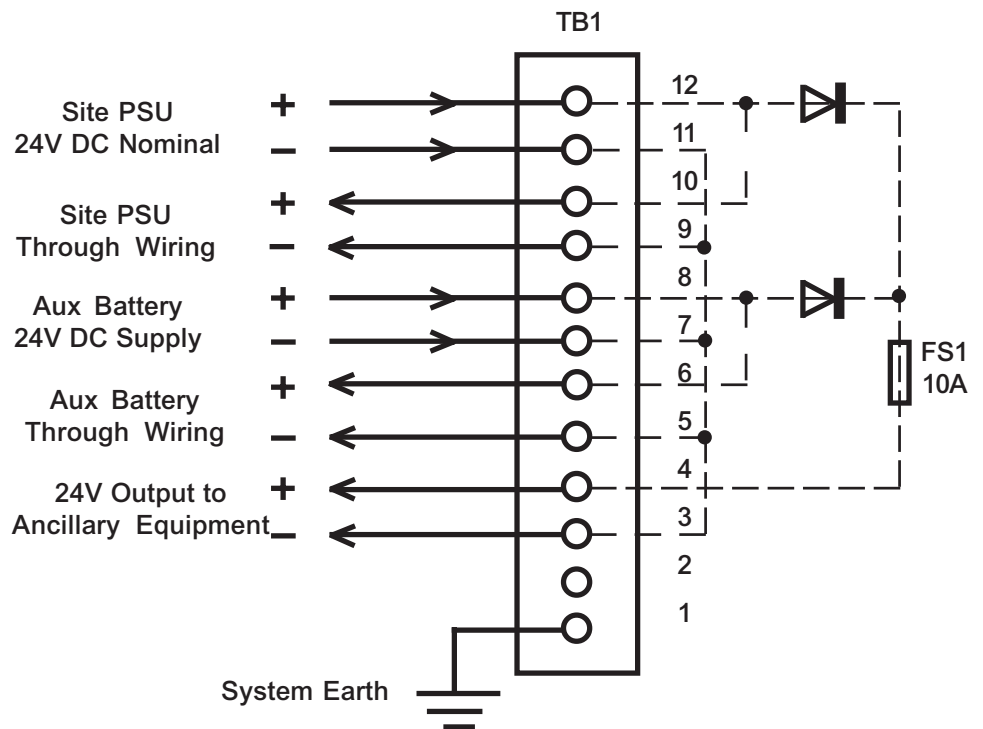 TB1
Site PSU
24V DC Nominal
+
−
Site PSU
Through Wiring
+
−
Aux Battery
24V DC Supply
+
−
Aux Battery
Through Wiring
+
−
24V Output to
Ancillary Equipment
+
−
12
11
10
9
8
7
6
5
4
3
2
1
FS1
10A
System Earth